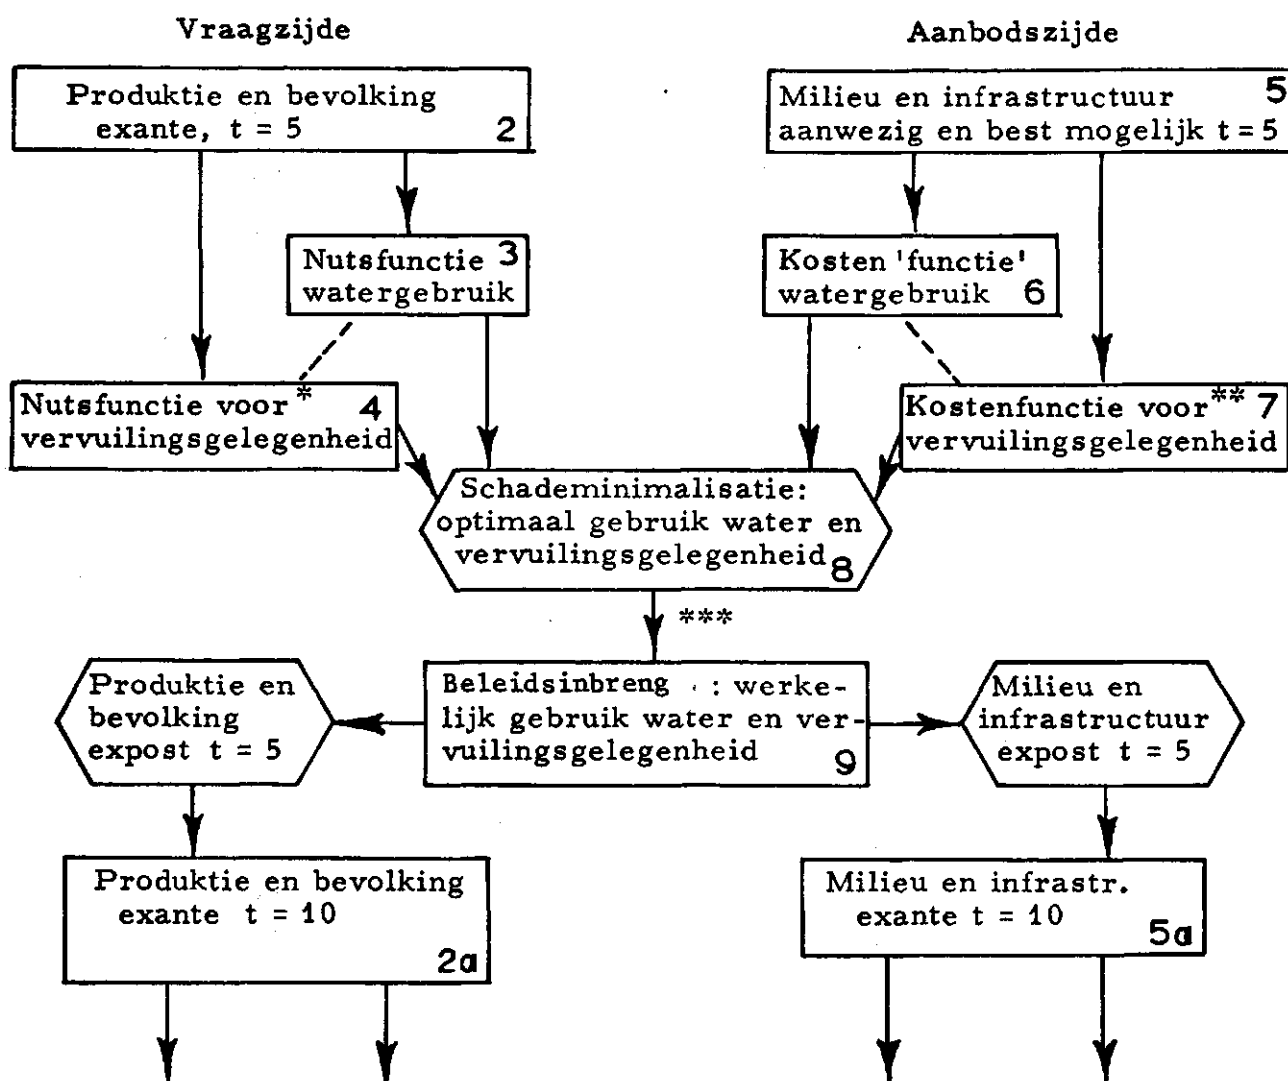 Vraagzijde
Aanbodszijde
Produktie en bevolking
exante, t = 5
2
Milieu en infrastructuur
5
aanwezig en best mogelijk t = 5
Nutsfunctie
3
watergebruik
Kosten 'functie'
watergebruik
6
Nutsfunctie voor *
4
vervuilingsgelegenheid
Kostenfunctie voor **
7
vervuilingsgelegenheid
Schademinimalisatie:
optimaal gebruik water en
vervuilingsgelegenheid
8
***
Produktie en
bevolking
expost t = 5
Beleidsinbreng : werke-
lijk gebruik water en ver-
vuilingsgelegenheid
9
Milieu en
infrastructuur
expost t = 5
Produktie en bevolking
exante t = 10
2a
Milieu en infrastr.
exante t = 10
5a